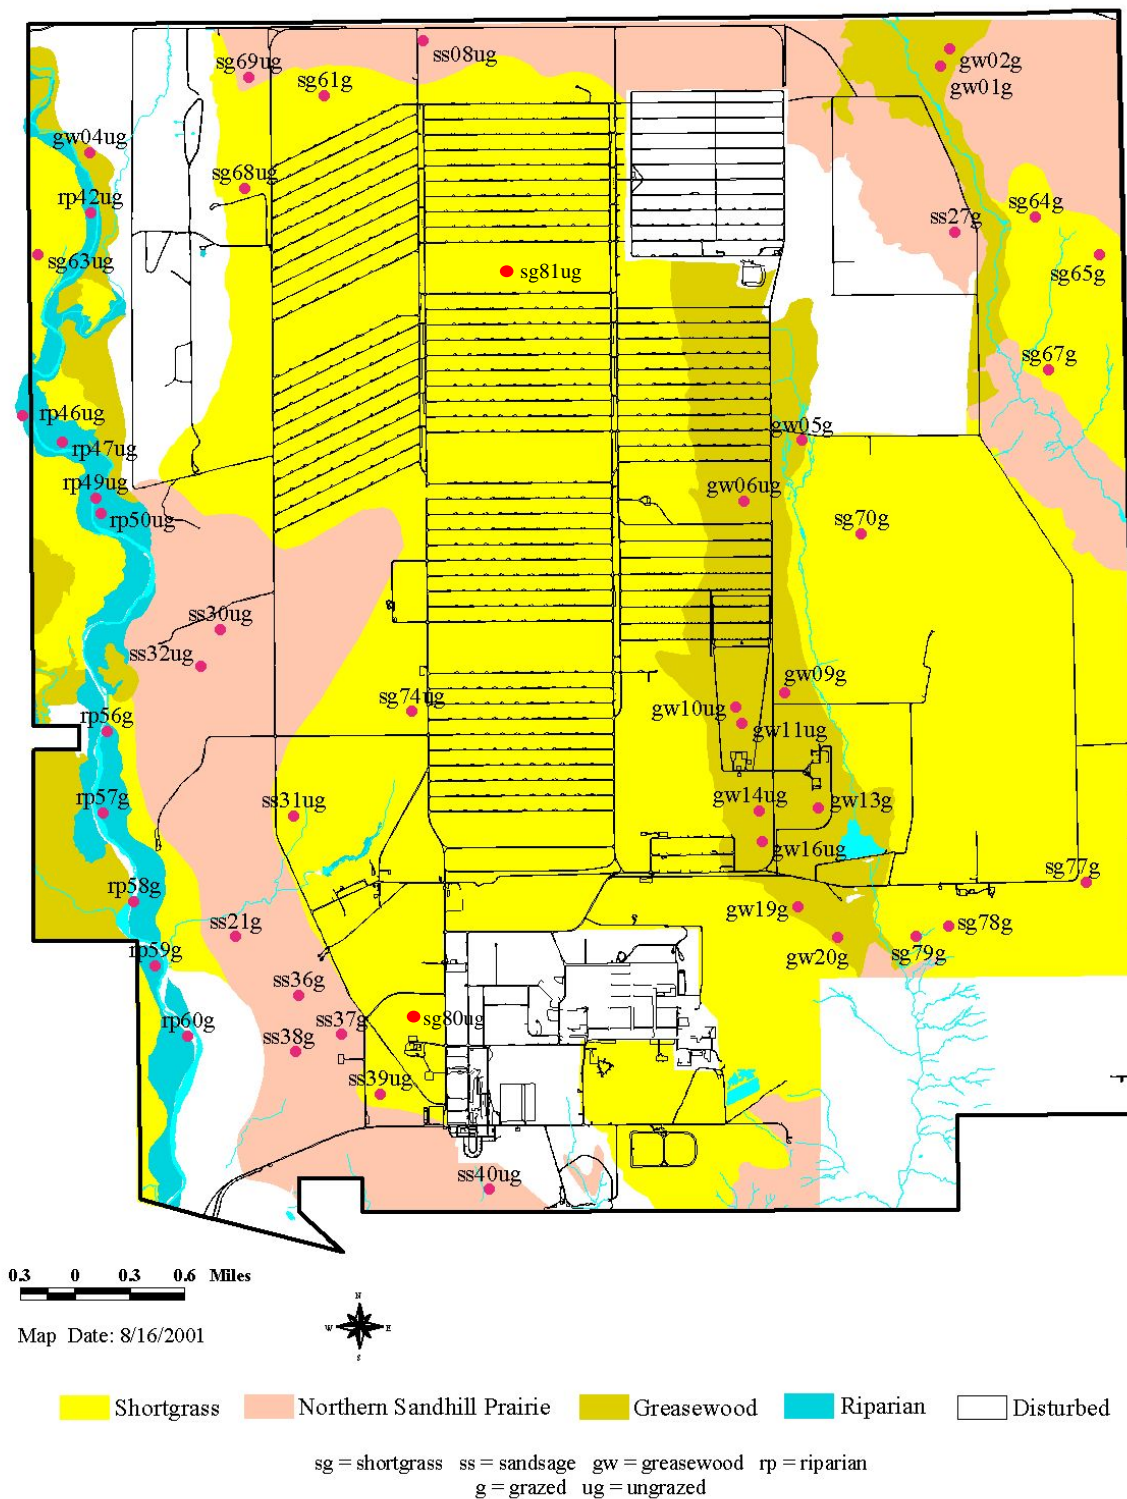 ss08ug
gw02g
sg69ug
sg61g
gw01g
gw04ug
sg68ug
rp42ug
sg64g
ss27g
sg63ug
sg65g
sg81ug
sg67g
rp46ug
gw05g
rp47ug
rp49ug
gw06ug
rp50ug
sg70g
ss30ug
ss32ug
gw09g
sg74ug
rp56g
gw10ug
gw11ug
rp57g
ss31ug
gw14ug
gw13g
gw16ug
sg77g
rp58g
gw19g
ss21g
sg78g
rp59g
gw20g
sg79g
ss36g
rp60g
ss37g
sg80ug
ss38g
ss39ug
ss40ug
0.3 0 0.3 0.6 Miles
N
W E
S
Map Date: 8/16/2001
Shortgrass Northern Sandhill Prairie Greasewood Riparian Disturbed
sg = shortgrass ss = sandsage gw = greasewood rp = riparian
g = grazed ug = ungrazed